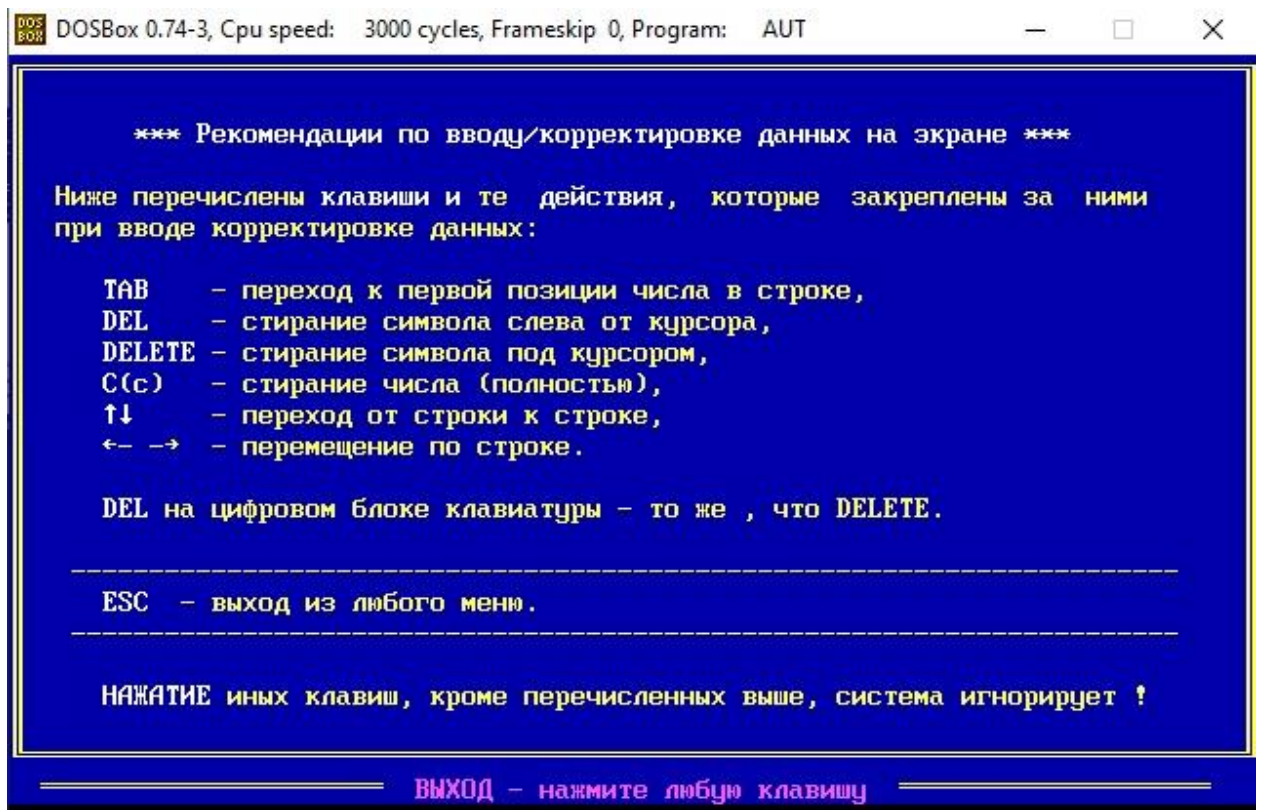 DOS BOX DOSBox 0.74-3, Cpu speed: 3000 cycles, Frameskip 0, Program: AUT
*** Рекомендации по вводу/корректировке данных на экране ***
Ниже перечислены клавиши и те действия, которые закреплены за ними
при вводе корректировке данных:
TAB – переход к первой позиции числа в строке,
DEL – стирание символа слева от курсора,
DELETE – стирание символа под курсором,
C(c) – стирание числа (полностью),
↑↓ – переход от строки к строке,
←– –→ – перемещение по строке.
DEL на цифровом блоке клавиатуры – то же , что DELETE.
ESC – выход из любого меню.
НАЖАТИЕ иных клавиш, кроме перечисленных выше, система игнорирует !
ВЫХОД – нажмите любую клавишу